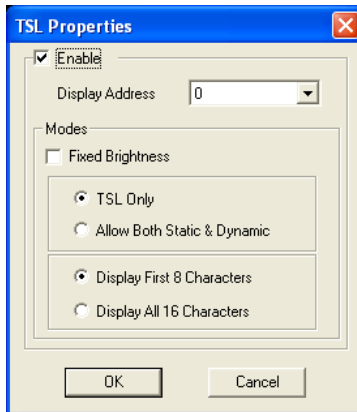 TSL Properties
Enable
Display Address 0
Modes
Fixed Brightness
TSL Only
Allow Both Static & Dynamic
Display First 8 Characters
Display All 16 Characters
OK Cancel